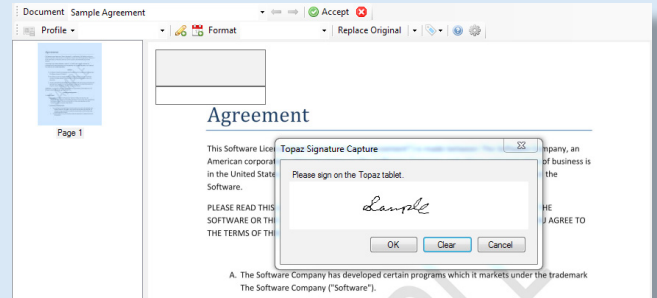 Document Sample Agreement Accept
Profile Format Replace Original
Page 1
Agreement
This Software Lice mpany, an
Topaz Signature Capture
American corporat of business is
Please sign on the Topaz tablet.
in the United State the
Software.
Sample
PLEASE READ THIS HE
SOFTWARE OR TH J AGREE TO
THE TERMS OF TH
OK Clear Cancel
A. The Software Company has developed certain programs which it markets under the trademark
The Software Company ("Software").